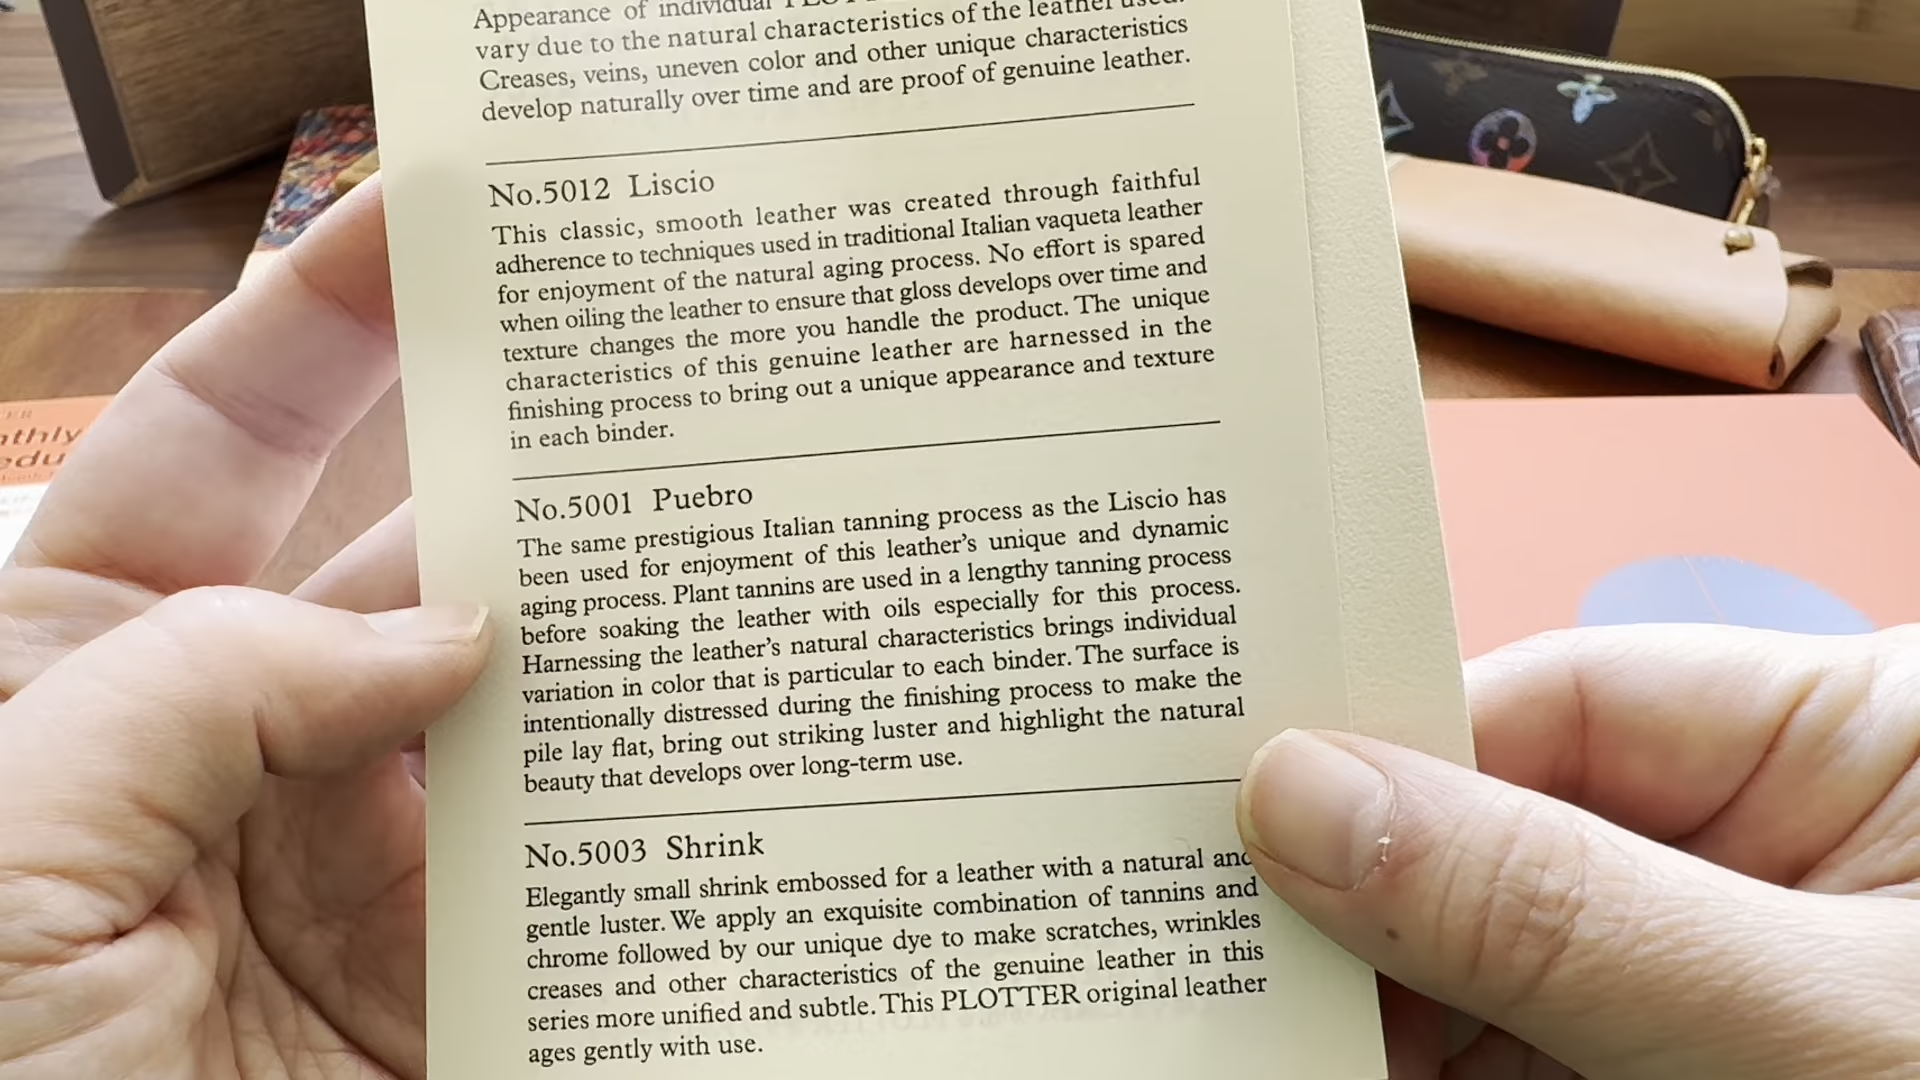 Appearance of individual
vary due to the natural characteristics of the leather used.
Creases, veins, uneven color and other unique characteristics
develop naturally over time and are proof of genuine leather.
No.5012 Liscio
This classic, smooth leather was created through faithful
adherence to techniques used in traditional Italian vaqueta leather
for enjoyment of the natural aging process. No effort is spared
when oiling the leather to ensure that gloss develops over time and
texture changes the more you handle the product. The unique
characteristics of this genuine leather are harnessed in the
finishing process to bring out a unique appearance and texture
in each binder.
No.5001 Puebro
The same prestigious Italian tanning process as the Liscio has
been used for enjoyment of this leather's unique and dynamic
aging process. Plant tannins are used in a lengthy tanning process
before soaking the leather with oils especially for this process.
Harnessing the leather's natural characteristics brings individual
variation in color that is particular to each binder. The surface is
intentionally distressed during the finishing process to make the
pile lay flat, bring out striking luster and highlight the natural
beauty that develops over long-term use.
No.5003 Shrink
Elegantly small shrink embossed for a leather with a natural and
gentle luster. We apply an exquisite combination of tannins and
chrome followed by our unique dye to make scratches, wrinkles
creases and other characteristics of the genuine leather in this
series more unified and subtle. This PLOTTER original leather
ages gently with use.